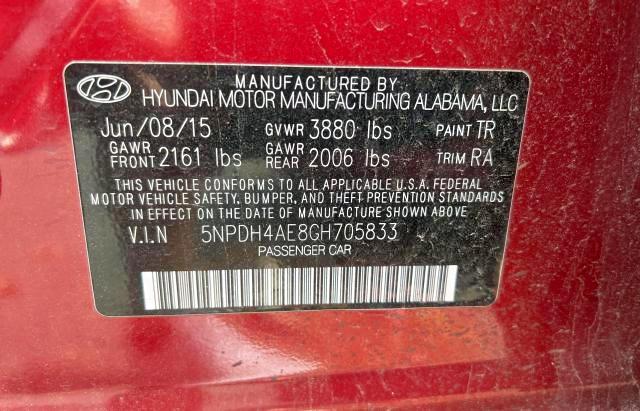 MANUFACTURED BY
HYUNDAI MOTOR MANUFACTURING ALABAMA, LLC
Jun/08/15 GVWR 3880 lbs PAINT TR
GAWR FRONT 2161 lbs GAWR REAR 2006 lbs TRIM RA
THIS VEHICLE CONFORMS TO ALL APPLICABLE U.S.A. FEDERAL
MOTOR VEHICLE SAFETY, BUMPER, AND THEFT PREVENTION STANDARDS
IN EFFECT ON THE DATE OF MANUFACTURE SHOWN ABOVE
V.I.N 5NPDH4AE8GH705833
PASSENGER CAR